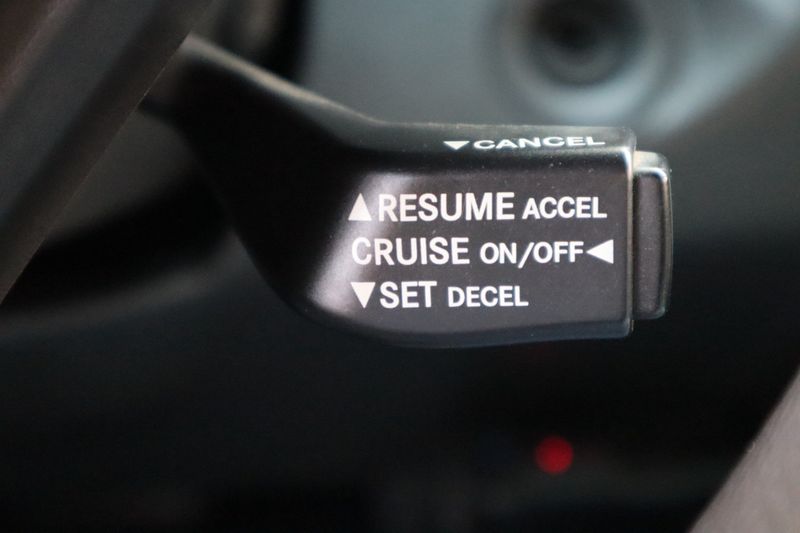 ▼CANCEL
▲RESUME ACCEL
CRUISE ON/OFF◀
▼SET DECEL